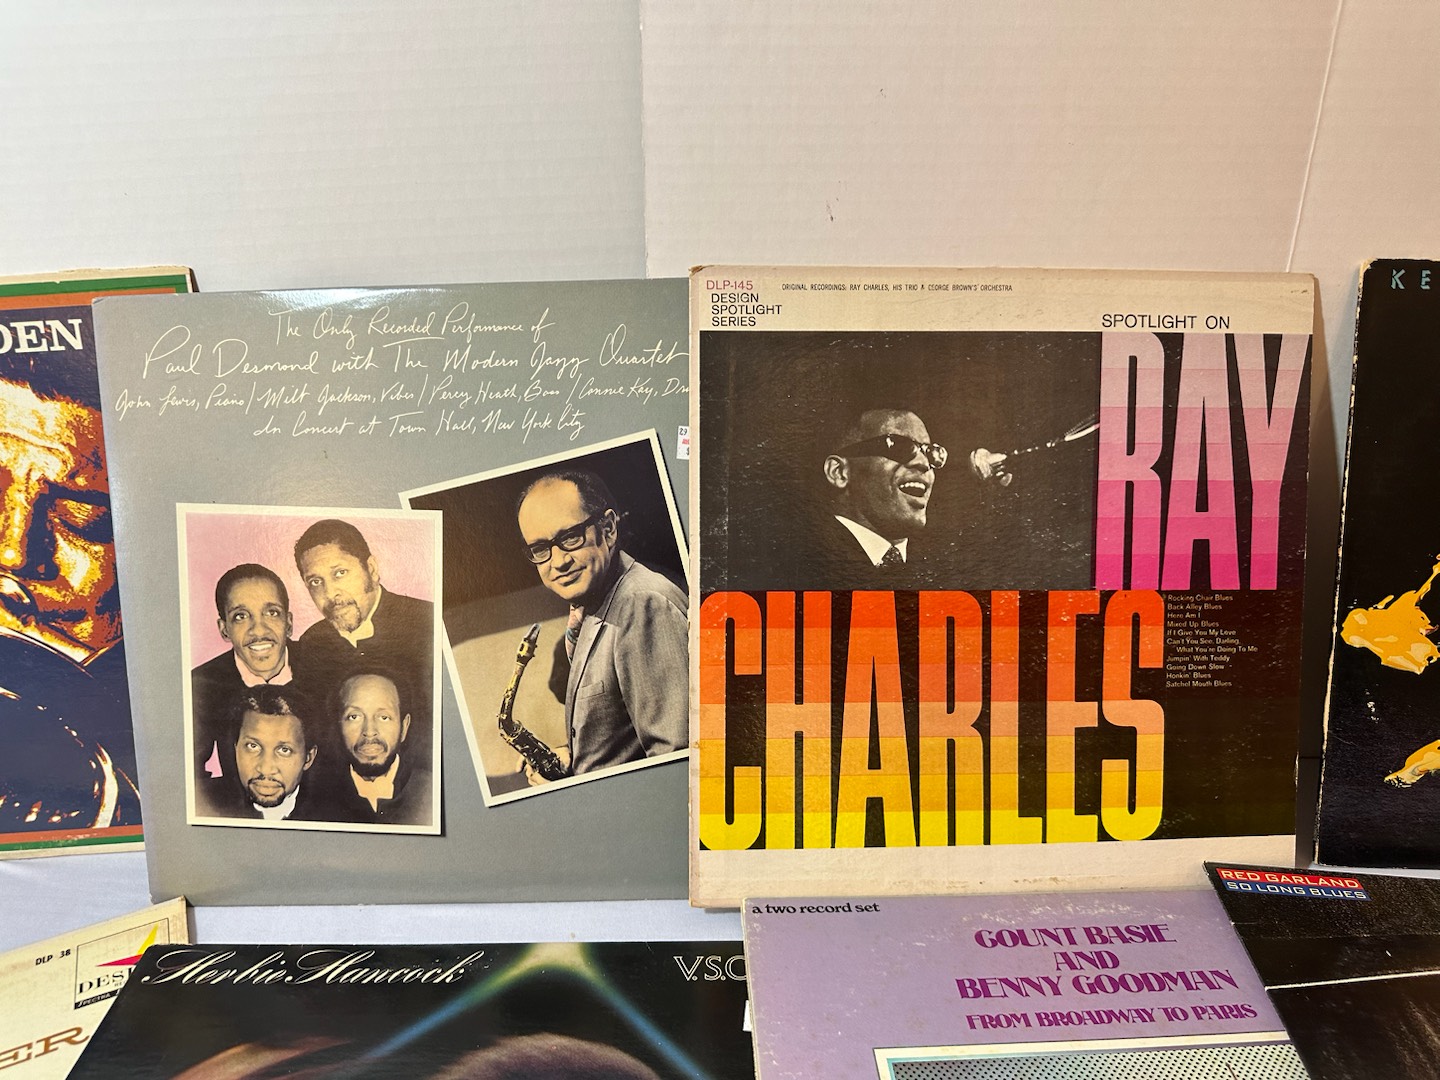 DEN
The Only Recorded Performance of
Paul Desmond with The Modern Jazz Quartet
John Lewis, Piano / Milt Jackson, Vibes / Percy Heath, Bass / Connie Kay, Dru
In Concert at Town Hall, New York City
29
DLP-145
DESIGN
SPOTLIGHT
SERIES
ORIGINAL RECORDINGS: RAY CHARLES, HIS TRIO & GEORGE BROWN'S ORCHESTRA
SPOTLIGHT ON
RAY
CHARLES
Rocking Chair Blues
Back Alley Blues
Here Am I
Mixed Up Blues
If I Give You My Love
Can't You See, Darling,
What You're Doing To Me
Jumpin' With Teddy
Going Down Slow
Honkin' Blues
Satchel Mouth Blues
KE
DLP 38
DESI
SPECTRA
ER
Herbie Hancock
V.S.O
a two record set
COUNT BASIE
AND
BENNY GOODMAN
FROM BROADWAY TO PARIS
RED GARLAND
SO LONG BLUES